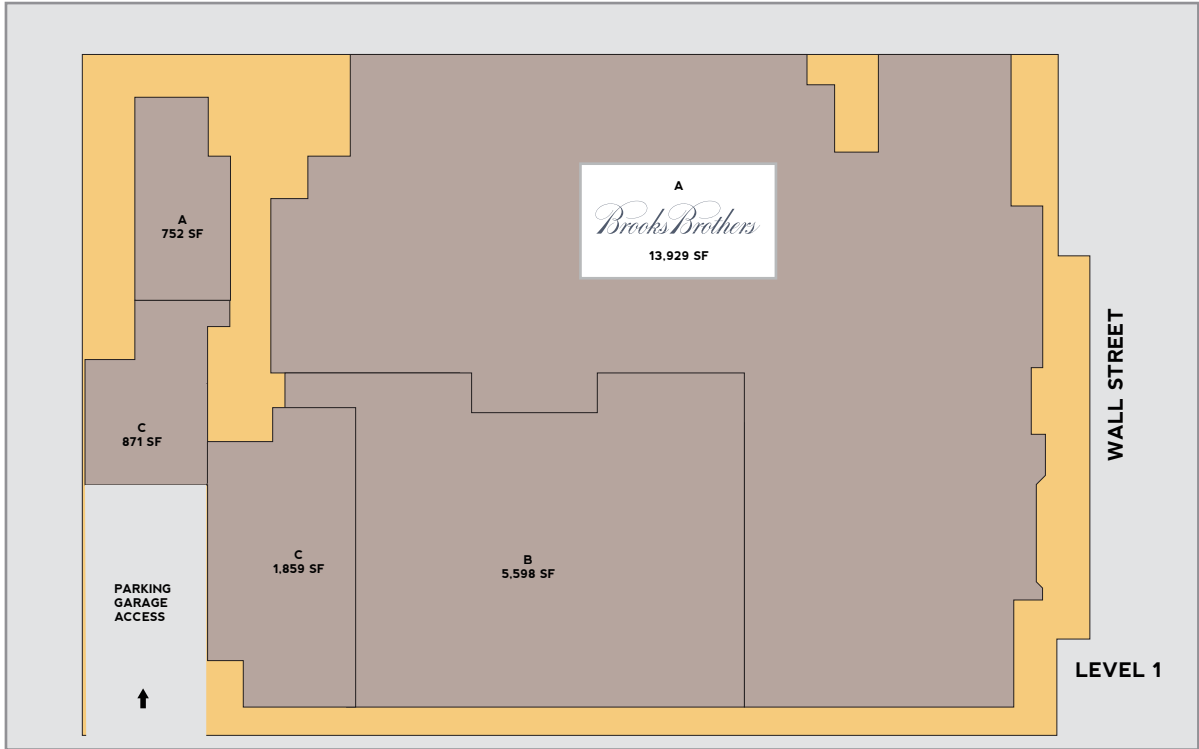 A
Brooks Brothers
13,929 SF
A
752 SF
C
871 SF
WALL STREET
C
1,859 SF
B
5,598 SF
PARKING
GARAGE
ACCESS
LEVEL 1